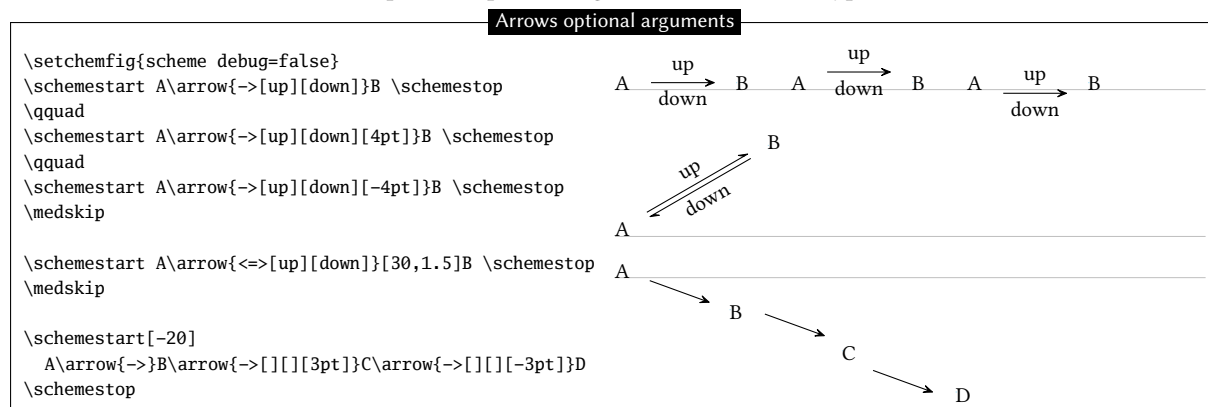 Arrows optional arguments
\setchemfig{scheme debug=false}
\schemestart A\arrow{->[up][down]}B \schemestop
\qquad
\schemestart A\arrow{->[up][down][4pt]}B \schemestop
\qquad
\schemestart A\arrow{->[up][down][-4pt]}B \schemestop
\medskip
\schemestart A\arrow{<=>[up][down]}[30,1.5]B \schemestop
\medskip
\schemestart[-20]
A\arrow{->}B\arrow{->[][][3pt]}C\arrow{->[][][-3pt]}D
\schemestop
up up up
A B A B A B
down down down
B
up
down
A
A
B
C
D